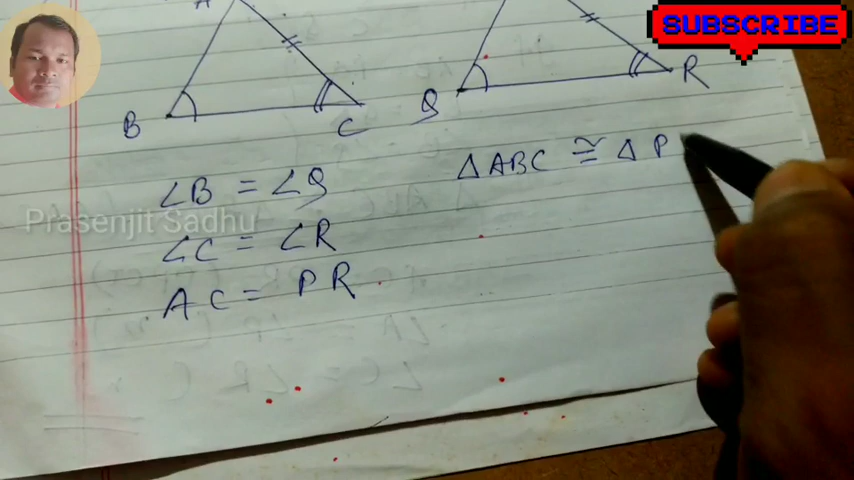 SUBSCRIBE
A
B
C
Q
R
∠B = ∠Q
∠C = ∠R
AC = PR
ΔABC ≅ ΔP
Prasenjit Sadhu